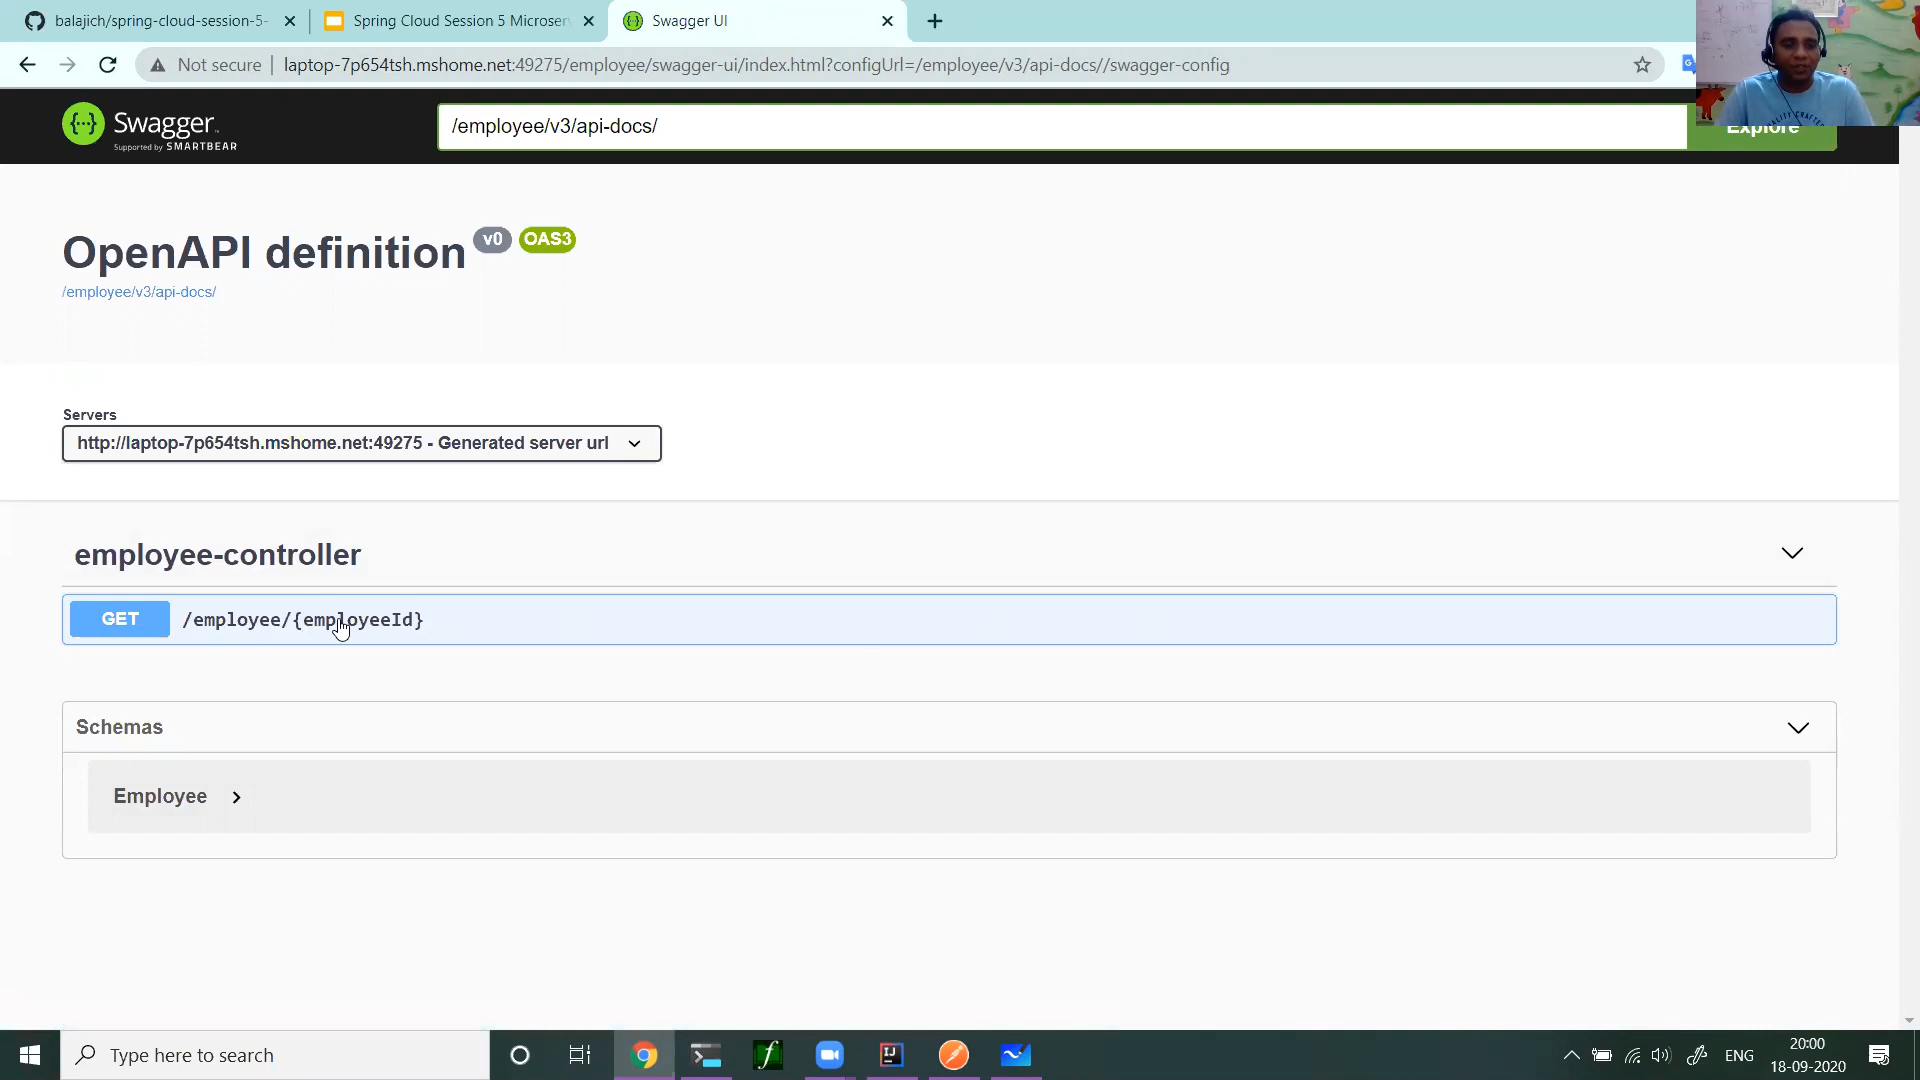 balajich/spring-cloud-session-5-
Spring Cloud Session 5 Microser
Swagger UI
Not secure
laptop-7p654tsh.mshome.net:49275/employee/swagger-ui/index.html?configUrl=/employee/v3/api-docs//swagger-config
Swagger
Supported by SMARTBEAR
/employee/v3/api-docs/
Explore
OpenAPI definition v0 OAS3
/employee/v3/api-docs/
Servers
http://laptop-7p654tsh.mshome.net:49275 - Generated server url
employee-controller
GET /employee/{employeeId}
Schemas
Employee
Type here to search
ENG
20:00
18-09-2020